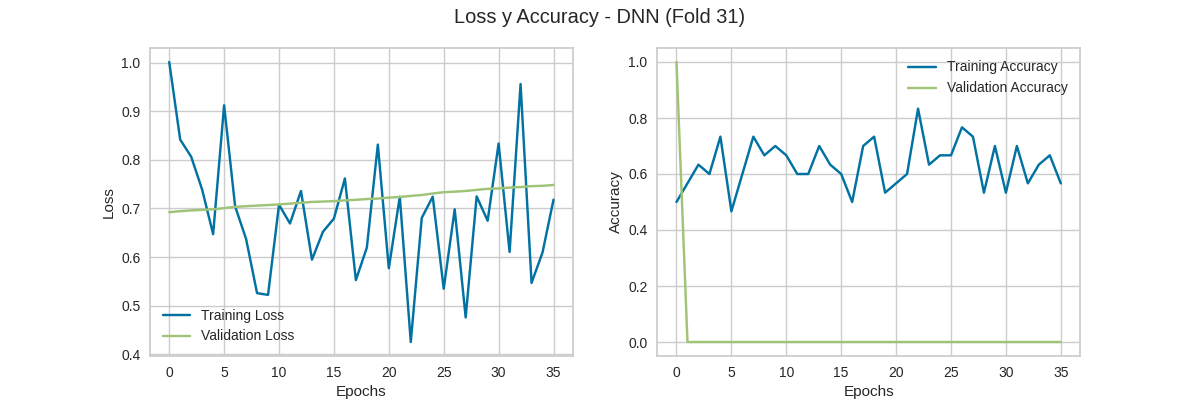 Loss y Accuracy - DNN (Fold 31)
1.0
0.9
0.8
0.7
0.6
0.5
0.4
Loss
Training Loss
Validation Loss
0 5 10 15 20 25 30 35
Epochs
1.0
0.8
0.6
0.4
0.2
0.0
Accuracy
Training Accuracy
Validation Accuracy
0 5 10 15 20 25 30 35
Epochs